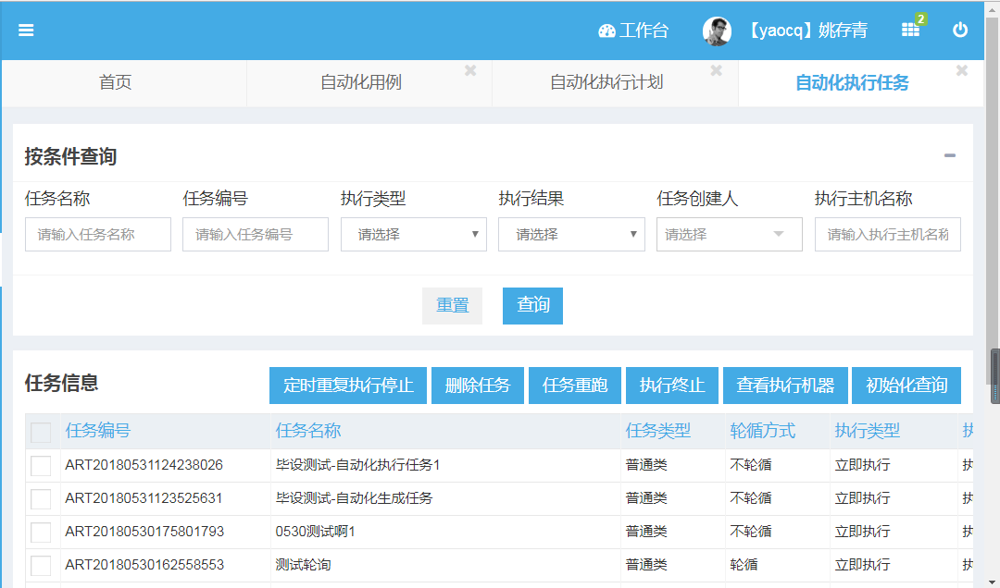 工作台 【yaocq】姚存青 2
首页 自动化用例 自动化执行计划 自动化执行任务
按条件查询
任务名称 任务编号 执行类型 执行结果 任务创建人 执行主机名称
请输入任务名称 请输入任务编号 请选择 请选择 请选择 请输入执行主机名称
重置 查询
任务信息 定时重复执行停止 删除任务 任务重跑 执行终止 查看执行机器 初始化查询
任务编号 任务名称 任务类型 轮循方式 执行类型 执
ART20180531124238026 毕设测试-自动化执行任务1 普通类 不轮循 立即执行 执
ART20180531123525631 毕设测试-自动化生成任务 普通类 不轮循 立即执行 执
ART20180530175801793 0530测试啊1 普通类 不轮循 立即执行 执
ART20180530162558553 测试轮询 普通类 轮循 立即执行 执